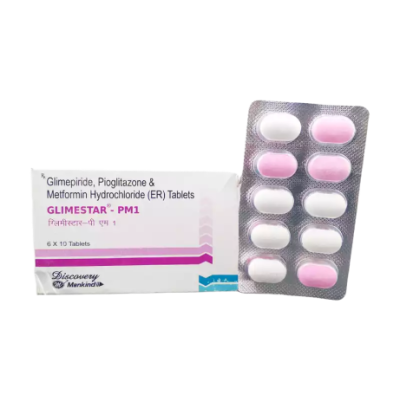 Glimepiride, Pioglitazone &
Metformin Hydrochloride (ER) Tablets
GLIMESTAR®- PM1
ग्लिमीस्टार-पी एम 1
6 X 10 Tablets
Discovery
Mankind